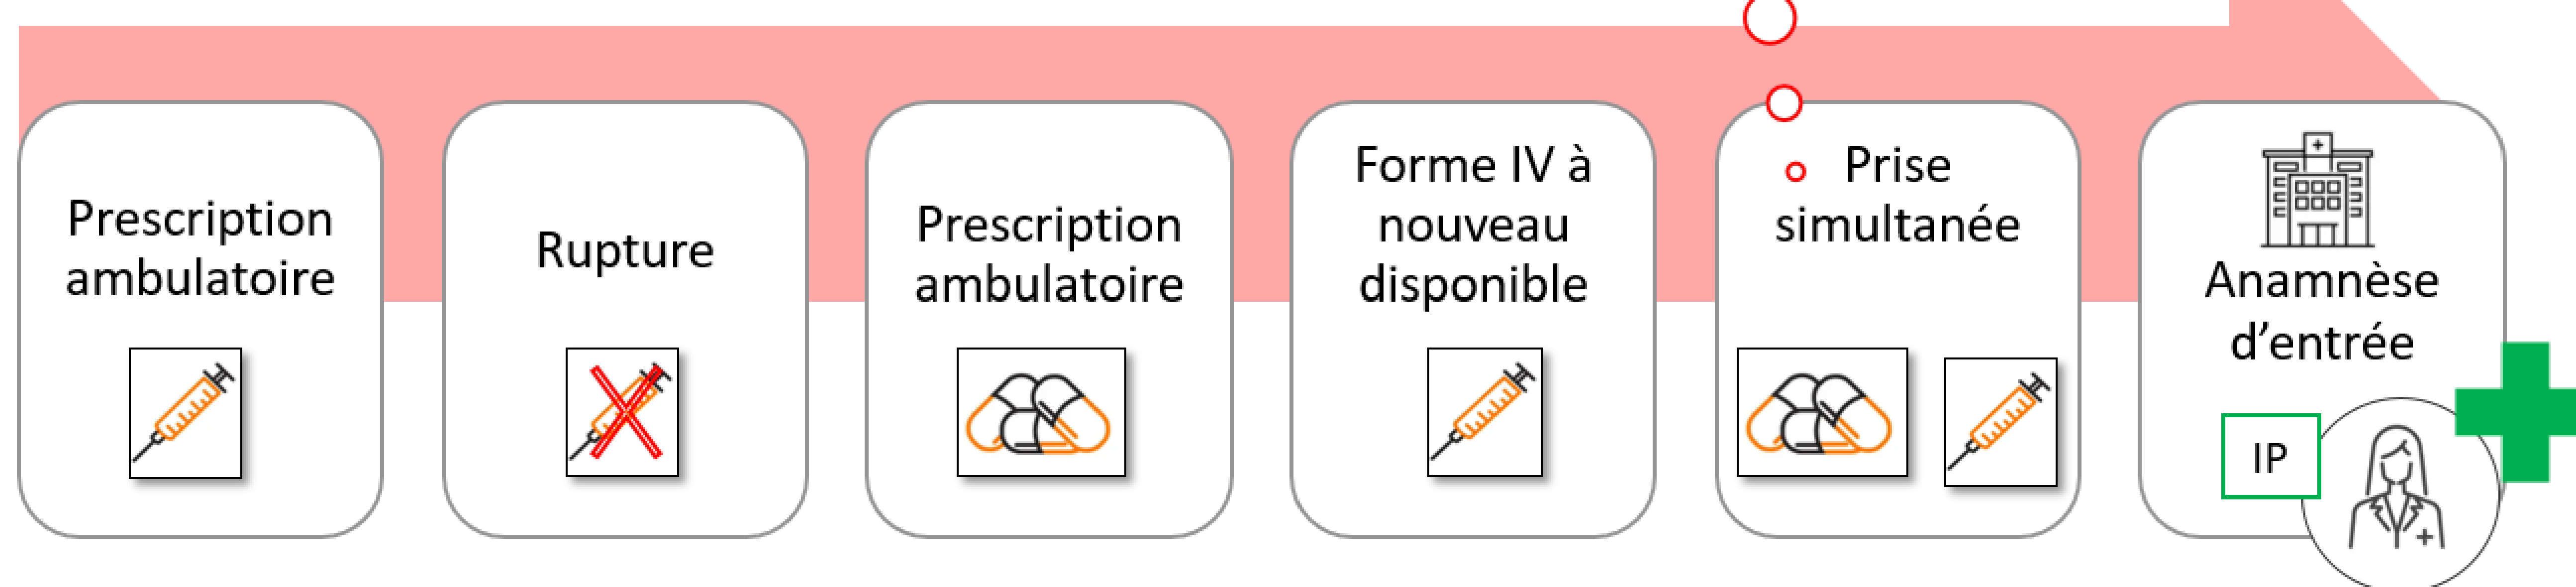 Prescription
ambulatoire
Rupture
Prescription
ambulatoire
Forme IV à
nouveau
disponible
Prise
simultanée
Anamnèse
d’entrée
IP